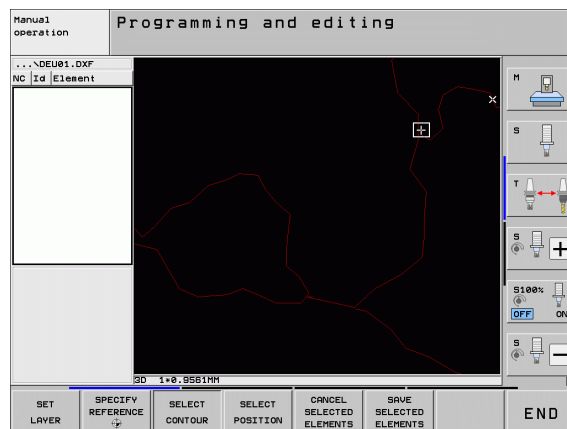 Manual
operation
Programming and editing
...\DEU01.DXF
NC Id Element
M
S
T
S
S100%
OFF ON
S
3D 1*0.9561MM
SET
LAYER
SPECIFY
REFERENCE
SELECT
CONTOUR
SELECT
POSITION
CANCEL
SELECTED
ELEMENTS
SAVE
SELECTED
ELEMENTS
END